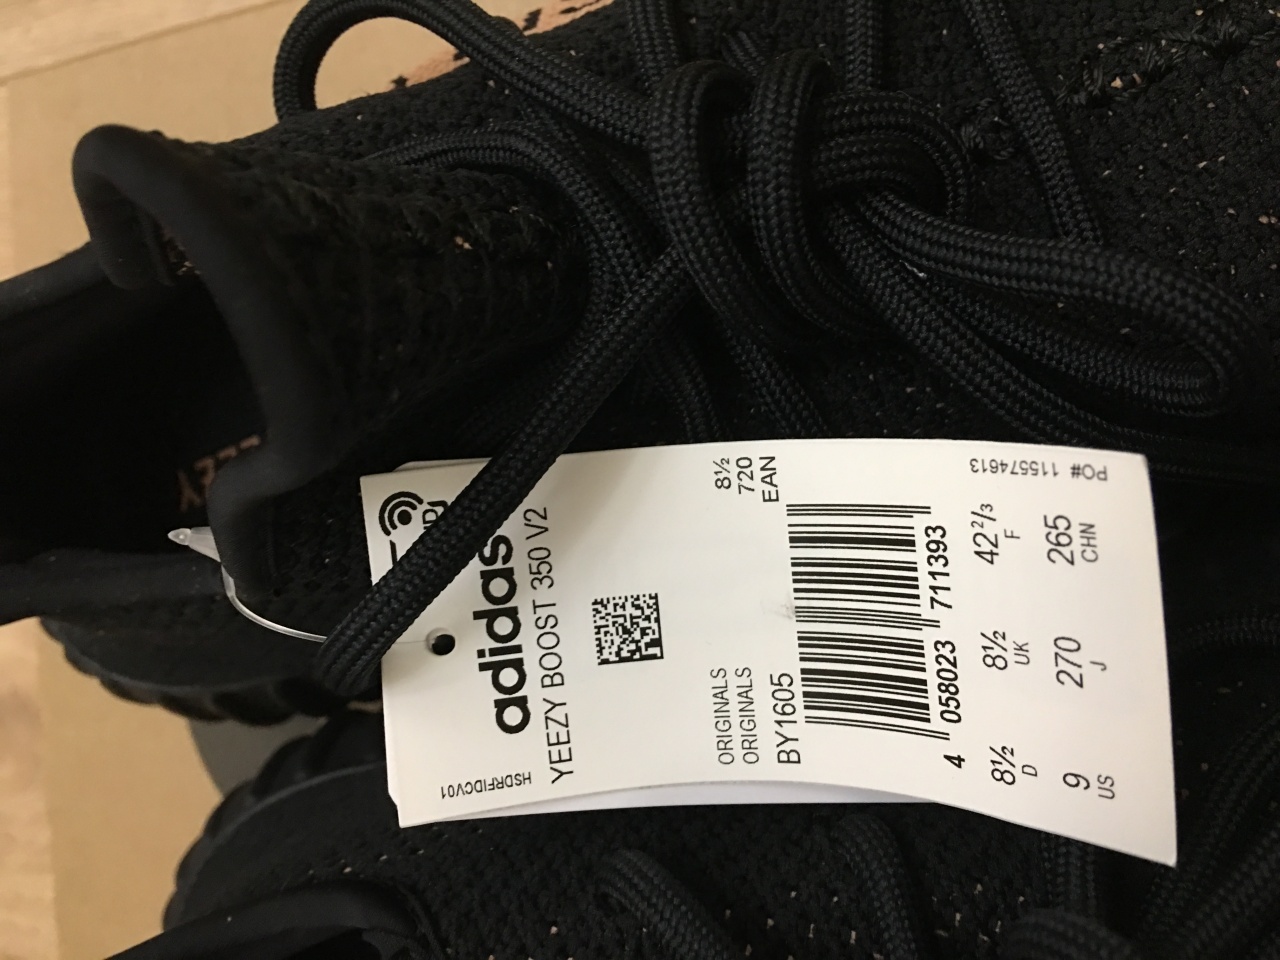 adidas
YEEZY BOOST 350 V2
ORIGINALS
ORIGINALS
BY1605
8½
720
EAN
4 058023 711393
8½ D
8½ UK
42⅔ F
9 US
270 J
265 CHN
HSDRFIDCV01
PO# 115574613